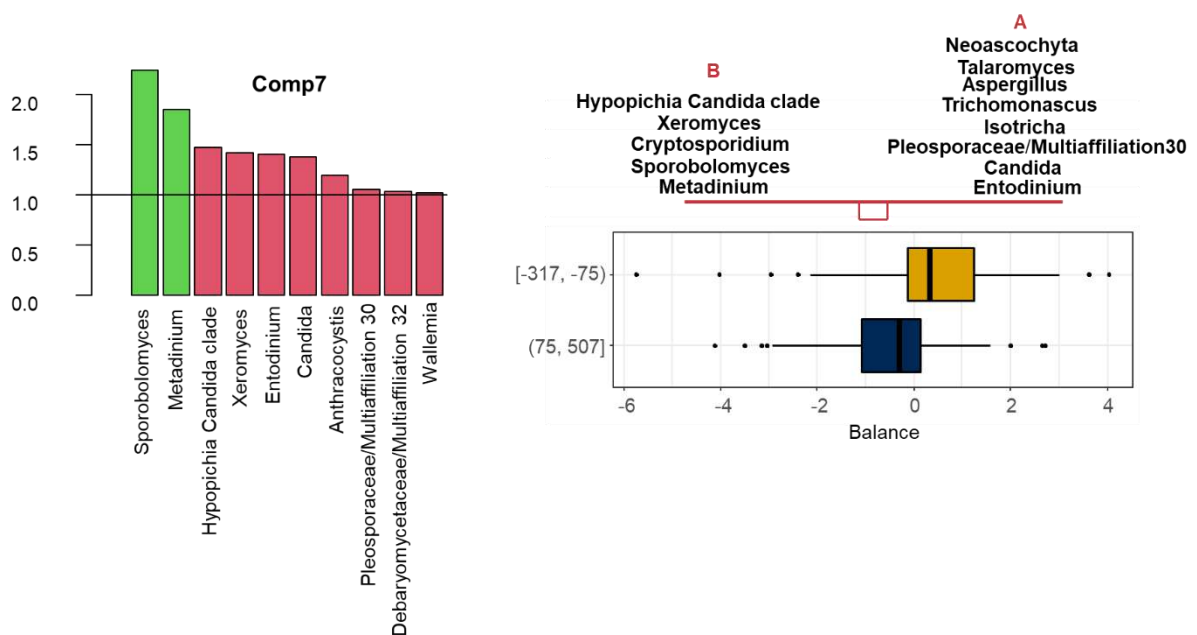 Comp7
2.0
1.5
1.0
0.5
0.0
Sporobolomyces
Metadinium
Hypopichia Candida clade
Xeromyces
Entodinium
Candida
Anthracocystis
Pleosporaceae/Multiaffiliation 30
Debaryomycetaceae/Multiaffiliation 32
Wallemia
B
Hypopichia Candida clade
Xeromyces
Cryptosporidium
Sporobolomyces
Metadinium
A
Neoascochyta
Talaromyces
Aspergillus
Trichomonascus
Isotricha
Pleosporaceae/Multiaffiliation30
Candida
Entodinium
[-317, -75)
(75, 507]
-6 -4 -2 0 2 4
Balance